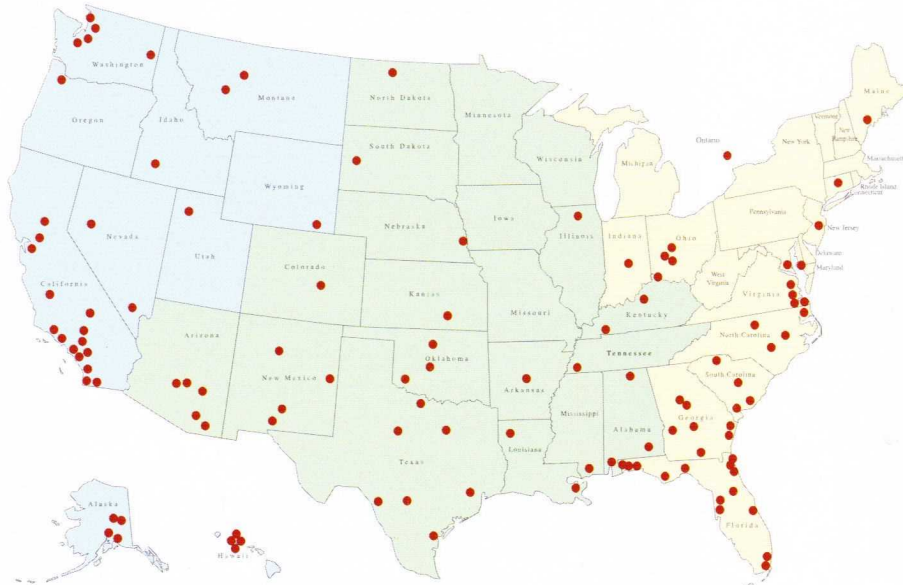 Washington
Montana
North Dakota
Minnesota
Maine
Oregon
Idaho
South Dakota
Wisconsin
Michigan
Ontario
New York
Vermont
New
Hampshire
Massachusetts
Rhode Island
Wyoming
Iowa
Nebraska
Nevada
Utah
Colorado
Illinois
Indiana
Ohio
Pennsylvania
New Jersey
Delaware
Maryland
West
Virginia
Virginia
California
Kansas
Missouri
Kentucky
Arizona
New Mexico
Oklahoma
Arkansas
Tennessee
North Carolina
South Carolina
Mississippi
Alabama
Georgia
Texas
Louisiana
Florida
Alaska
Hawaii